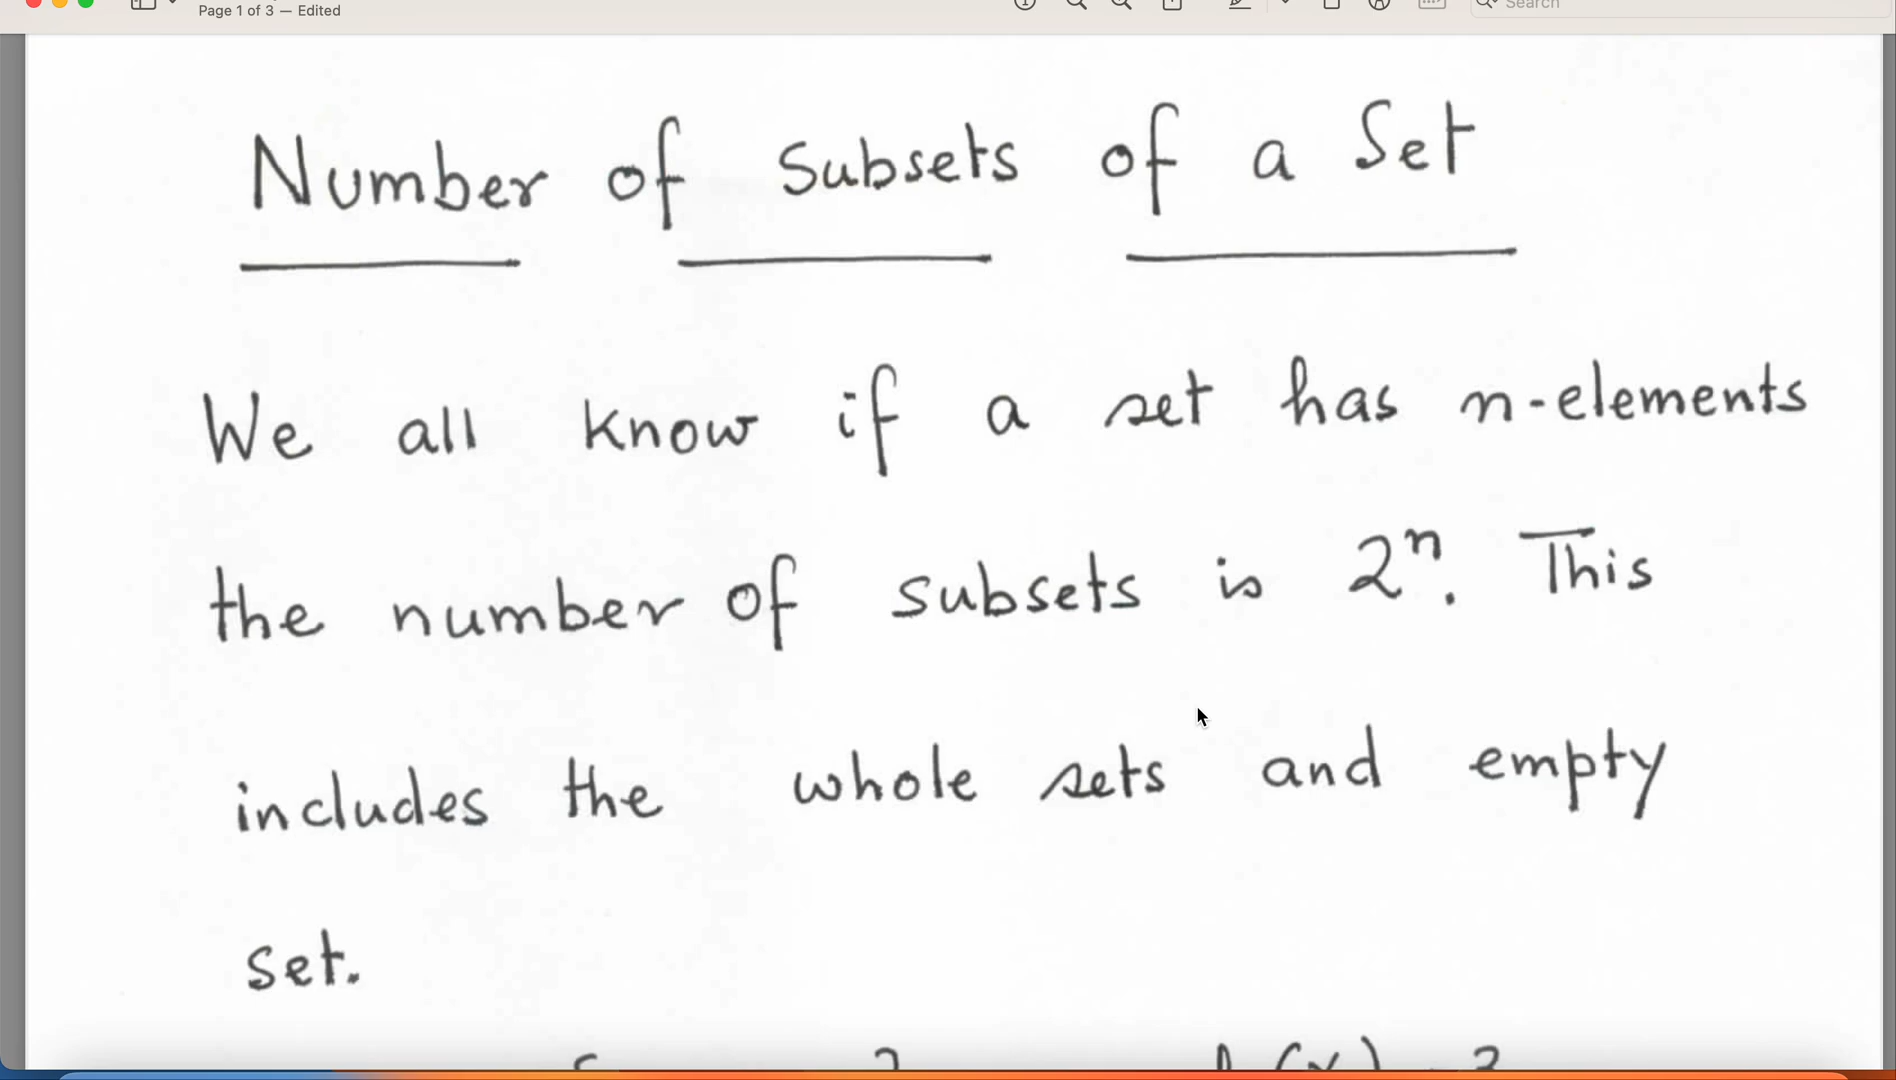 Page 1 of 3 — Edited
Search
Number of Subsets of a Set
We all know if a set has n-elements
the number of subsets is 2ⁿ. This
includes the whole sets and empty
set.